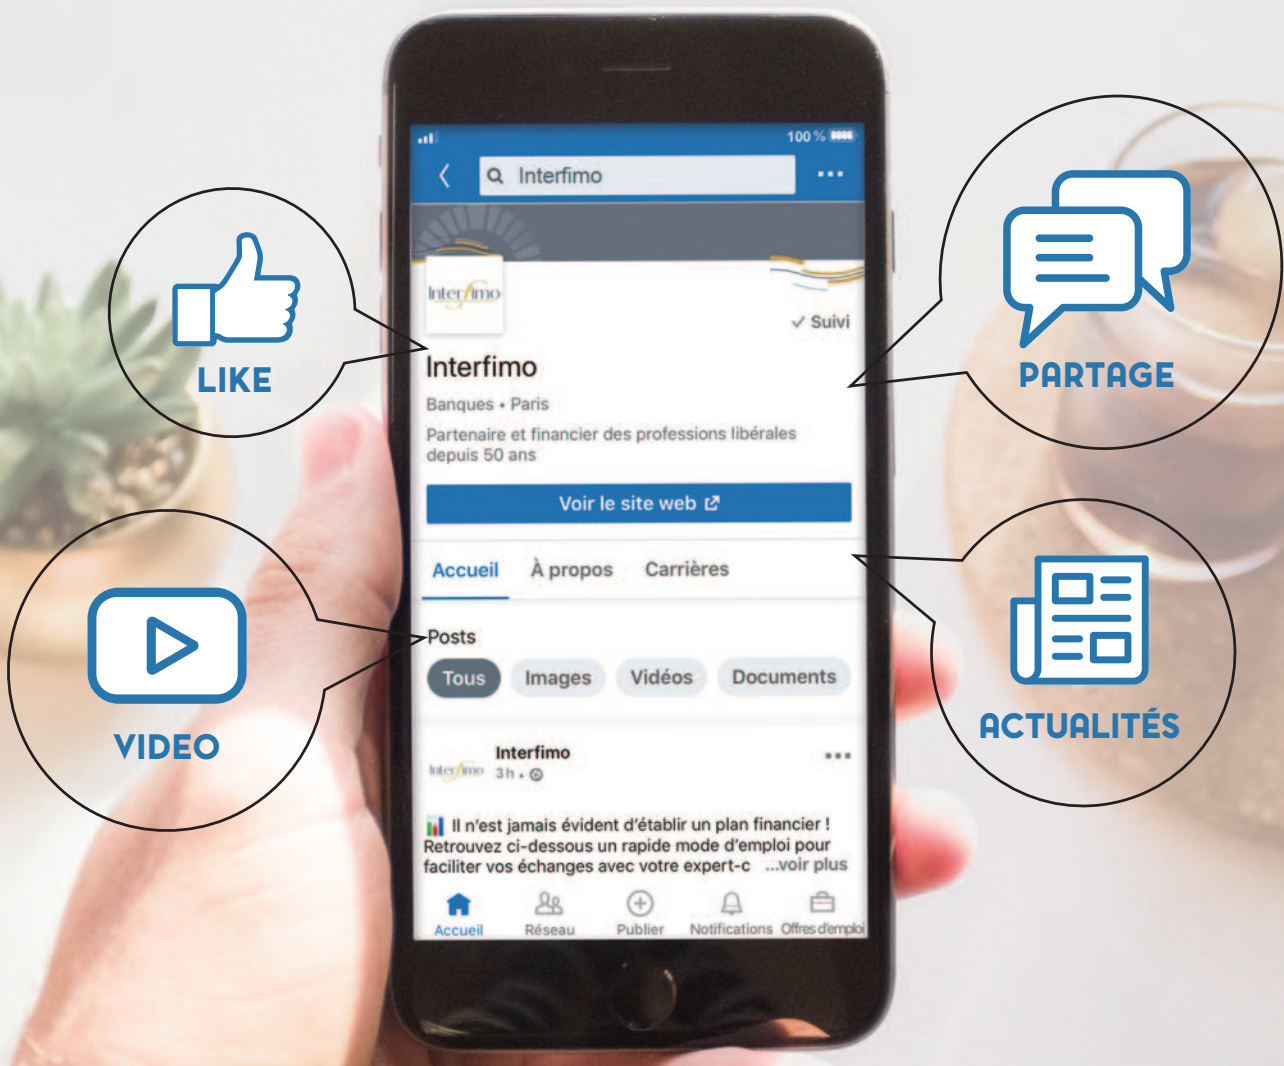 100 %
Interfimo
Interfimo
✓ Suivi
Interfimo
Banques • Paris
Partenaire et financier des professions libérales
depuis 50 ans
Voir le site web
Accueil À propos Carrières
Posts
Tous Images Vidéos Documents
Interfimo
Interfimo
3 h •
Il n’est jamais évident d’établir un plan financier !
Retrouvez ci-dessous un rapide mode d’emploi pour
faciliter vos échanges avec votre expert-c ...voir plus
Accueil Réseau Publier Notifications Offres d’emploi
LIKE
VIDEO
PARTAGE
ACTUALITÉS